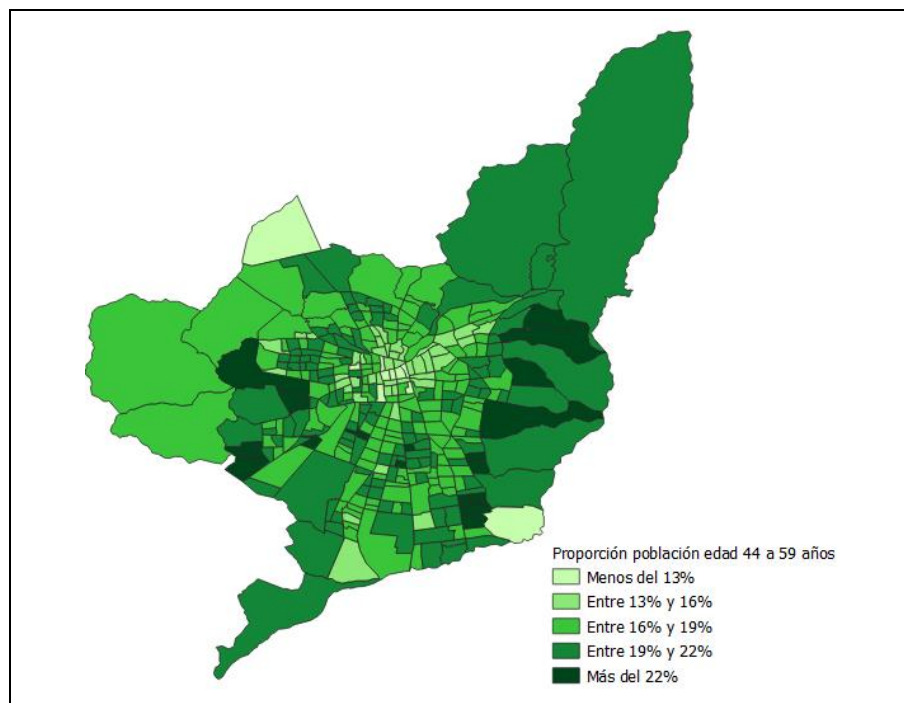 Proporción población edad 44 a 59 años
Menos del 13%
Entre 13% y 16%
Entre 16% y 19%
Entre 19% y 22%
Más del 22%